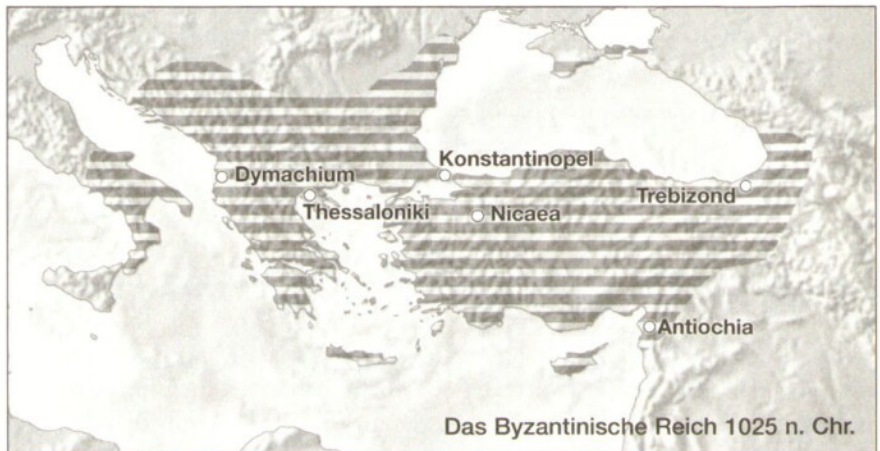 Konstantinopel
Dymachium
Trebizond
Thessaloniki
Nicaea
Antiochia
Das Byzantinische Reich 1025 n. Chr.